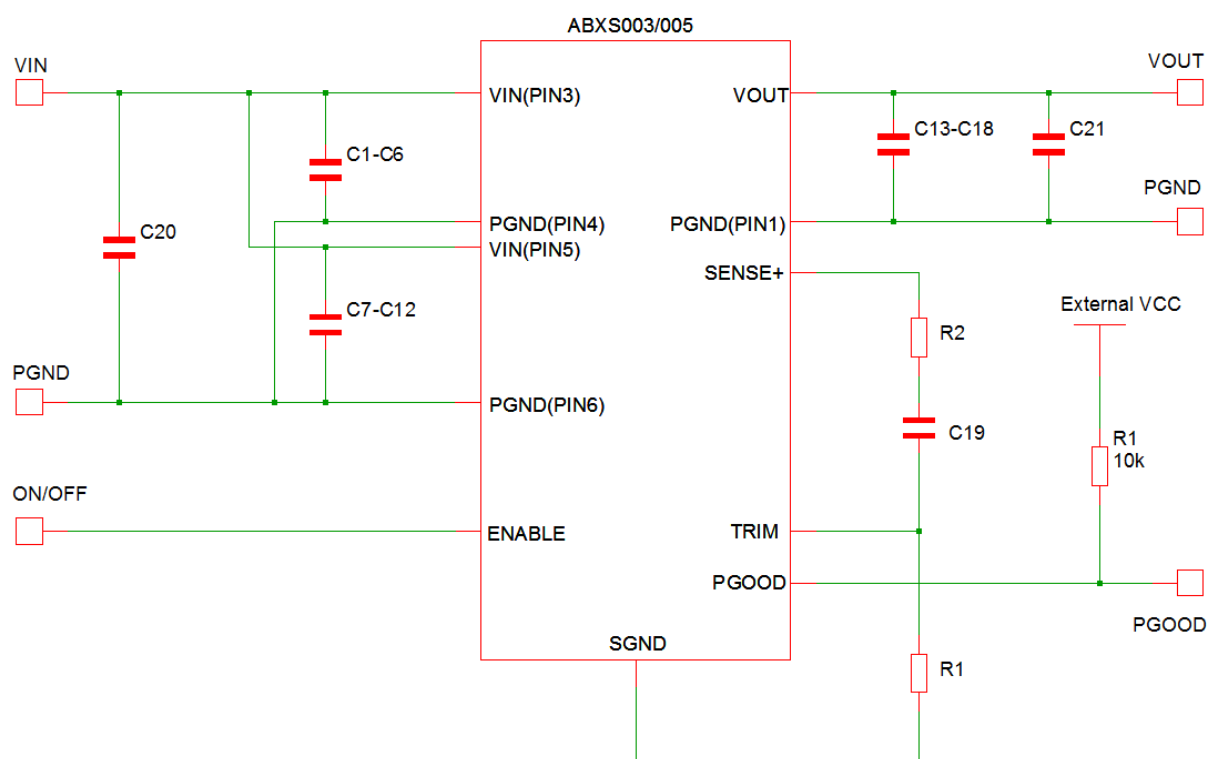 ABXS003/005
VIN
VOUT
VIN(PIN3)
VOUT
C13-C18
C21
C1-C6
PGND
PGND(PIN4)
PGND(PIN1)
C20
VIN(PIN5)
SENSE+
External VCC
C7-C12
R2
PGND
PGND(PIN6)
C19
R1
10k
ON/OFF
ENABLE
TRIM
PGOOD
PGOOD
SGND
R1